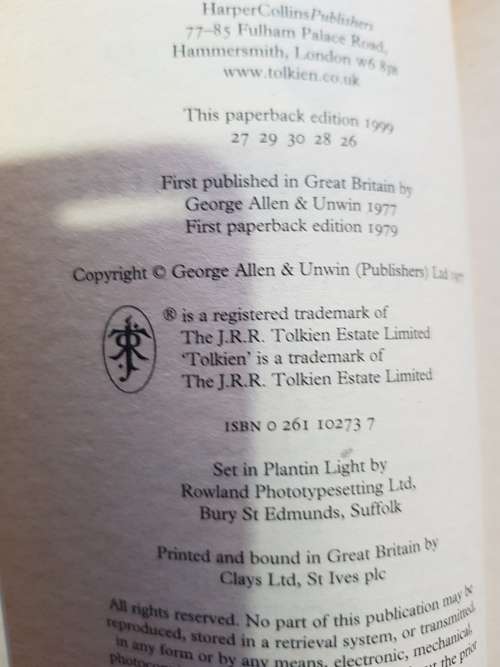 HarperCollinsPublishers
77–85 Fulham Palace Road,
Hammersmith, London W6 8JB
www.tolkien.co.uk
This paperback edition 1999
27 29 30 28 26
First published in Great Britain by
George Allen & Unwin 1977
First paperback edition 1979
Copyright © George Allen & Unwin (Publishers) Ltd 1977
® is a registered trademark of
The J.R.R. Tolkien Estate Limited
‘Tolkien’ is a trademark of
The J.R.R. Tolkien Estate Limited
ISBN 0 261 10273 7
Set in Plantin Light by
Rowland Phototypesetting Ltd,
Bury St Edmunds, Suffolk
Printed and bound in Great Britain by
Clays Ltd, St Ives plc
All rights reserved. No part of this publication may be
reproduced, stored in a retrieval system, or transmitted,
in any form or by any means, electronic, mechanical,
the prior